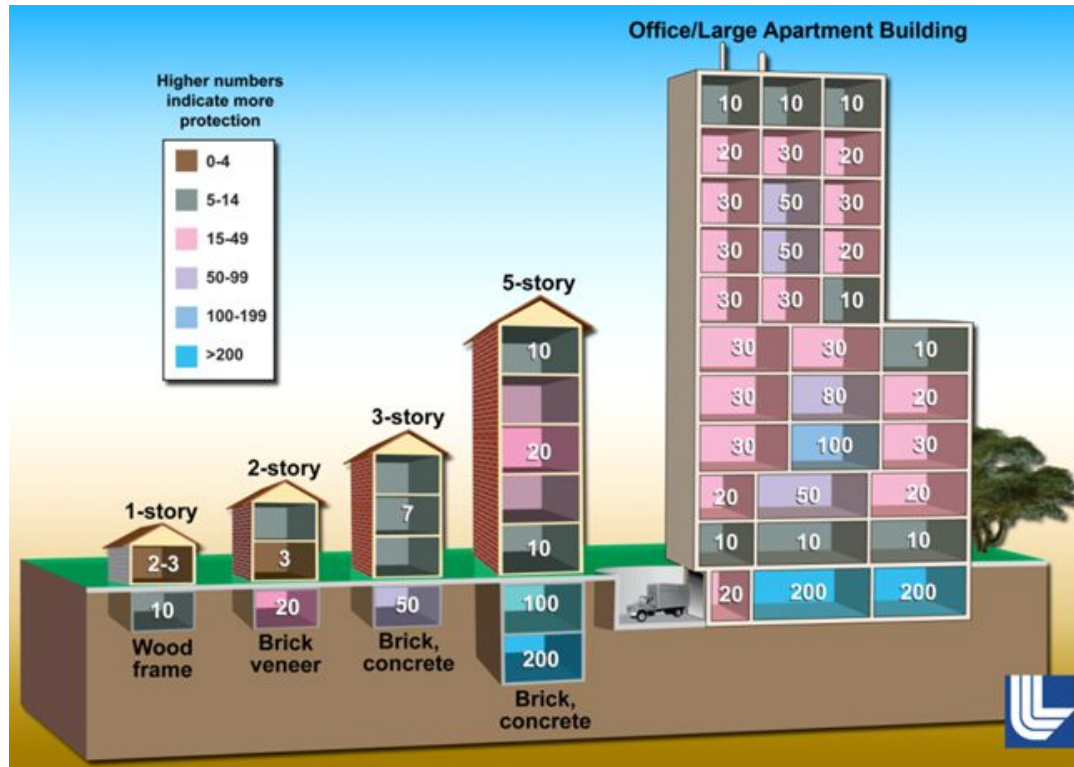 Office/Large Apartment Building
Higher numbers
indicate more
protection
0-4
5-14
15-49
50-99
100-199
>200
1-story
2-3
10
Wood
frame
2-story
3
20
Brick
veneer
3-story
7
50
Brick,
concrete
5-story
10
20
10
100
200
Brick,
concrete
10 10 10
20 30 20
30 50 30
30 50 20
30 30 10
30 30 10
30 80 20
30 100 30
20 50 20
10 10 10
20 200 200